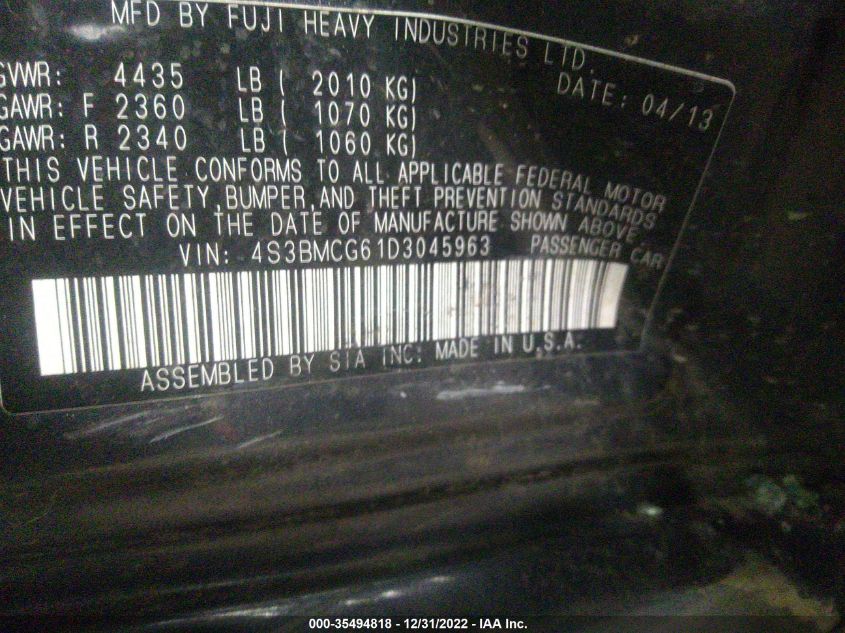 MFD BY FUJI HEAVY INDUSTRIES LTD.
DATE: 04/13
GVWR: 4435 LB ( 2010 KG)
GAWR: F 2360 LB ( 1070 KG)
GAWR: R 2340 LB ( 1060 KG)
THIS VEHICLE CONFORMS TO ALL APPLICABLE FEDERAL MOTOR
VEHICLE SAFETY, BUMPER, AND THEFT PREVENTION STANDARDS
IN EFFECT ON THE DATE OF MANUFACTURE SHOWN ABOVE.
VIN: 4S3BMCG61D3045963 PASSENGER CAR
ASSEMBLED BY SIA INC: MADE IN U.S.A.
000-35494818 - 12/31/2022 - IAA Inc.